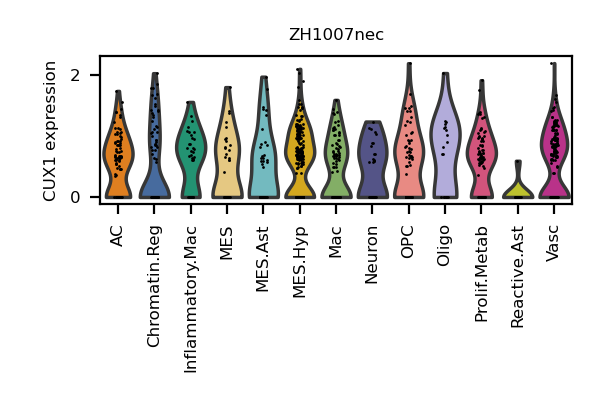 ZH1007nec
CUX1 expression
2
0
AC
Chromatin.Reg
Inflammatory.Mac
MES
MES.Ast
MES.Hyp
Mac
Neuron
OPC
Oligo
Prolif.Metab
Reactive.Ast
Vasc